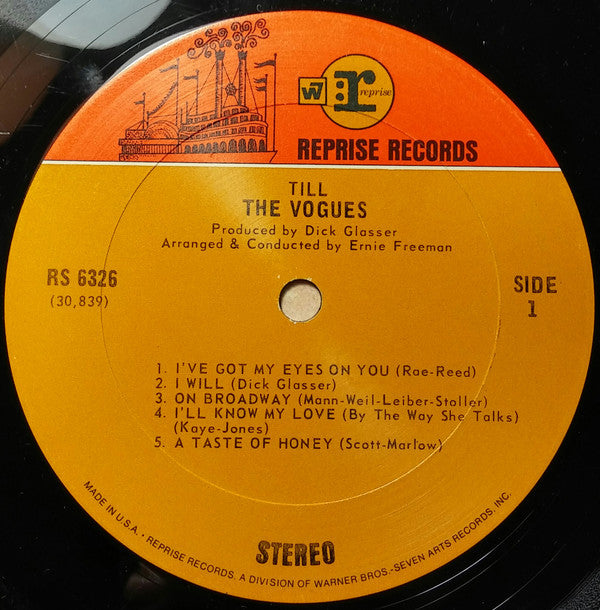 W7
r: reprise
REPRISE RECORDS
TILL
THE VOGUES
Produced by Dick Glasser
Arranged & Conducted by Ernie Freeman
RS 6326
(30,839)
SIDE
1
1. I'VE GOT MY EYES ON YOU (Rae-Reed)
2. I WILL (Dick Glasser)
3. ON BROADWAY (Mann-Weil-Leiber-Stoller)
4. I'LL KNOW MY LOVE (By The Way She Talks)
(Kaye-Jones)
5. A TASTE OF HONEY (Scott-Marlow)
STEREO
MADE IN U.S.A. • REPRISE RECORDS, A DIVISION OF WARNER BROS.-SEVEN ARTS RECORDS, INC.